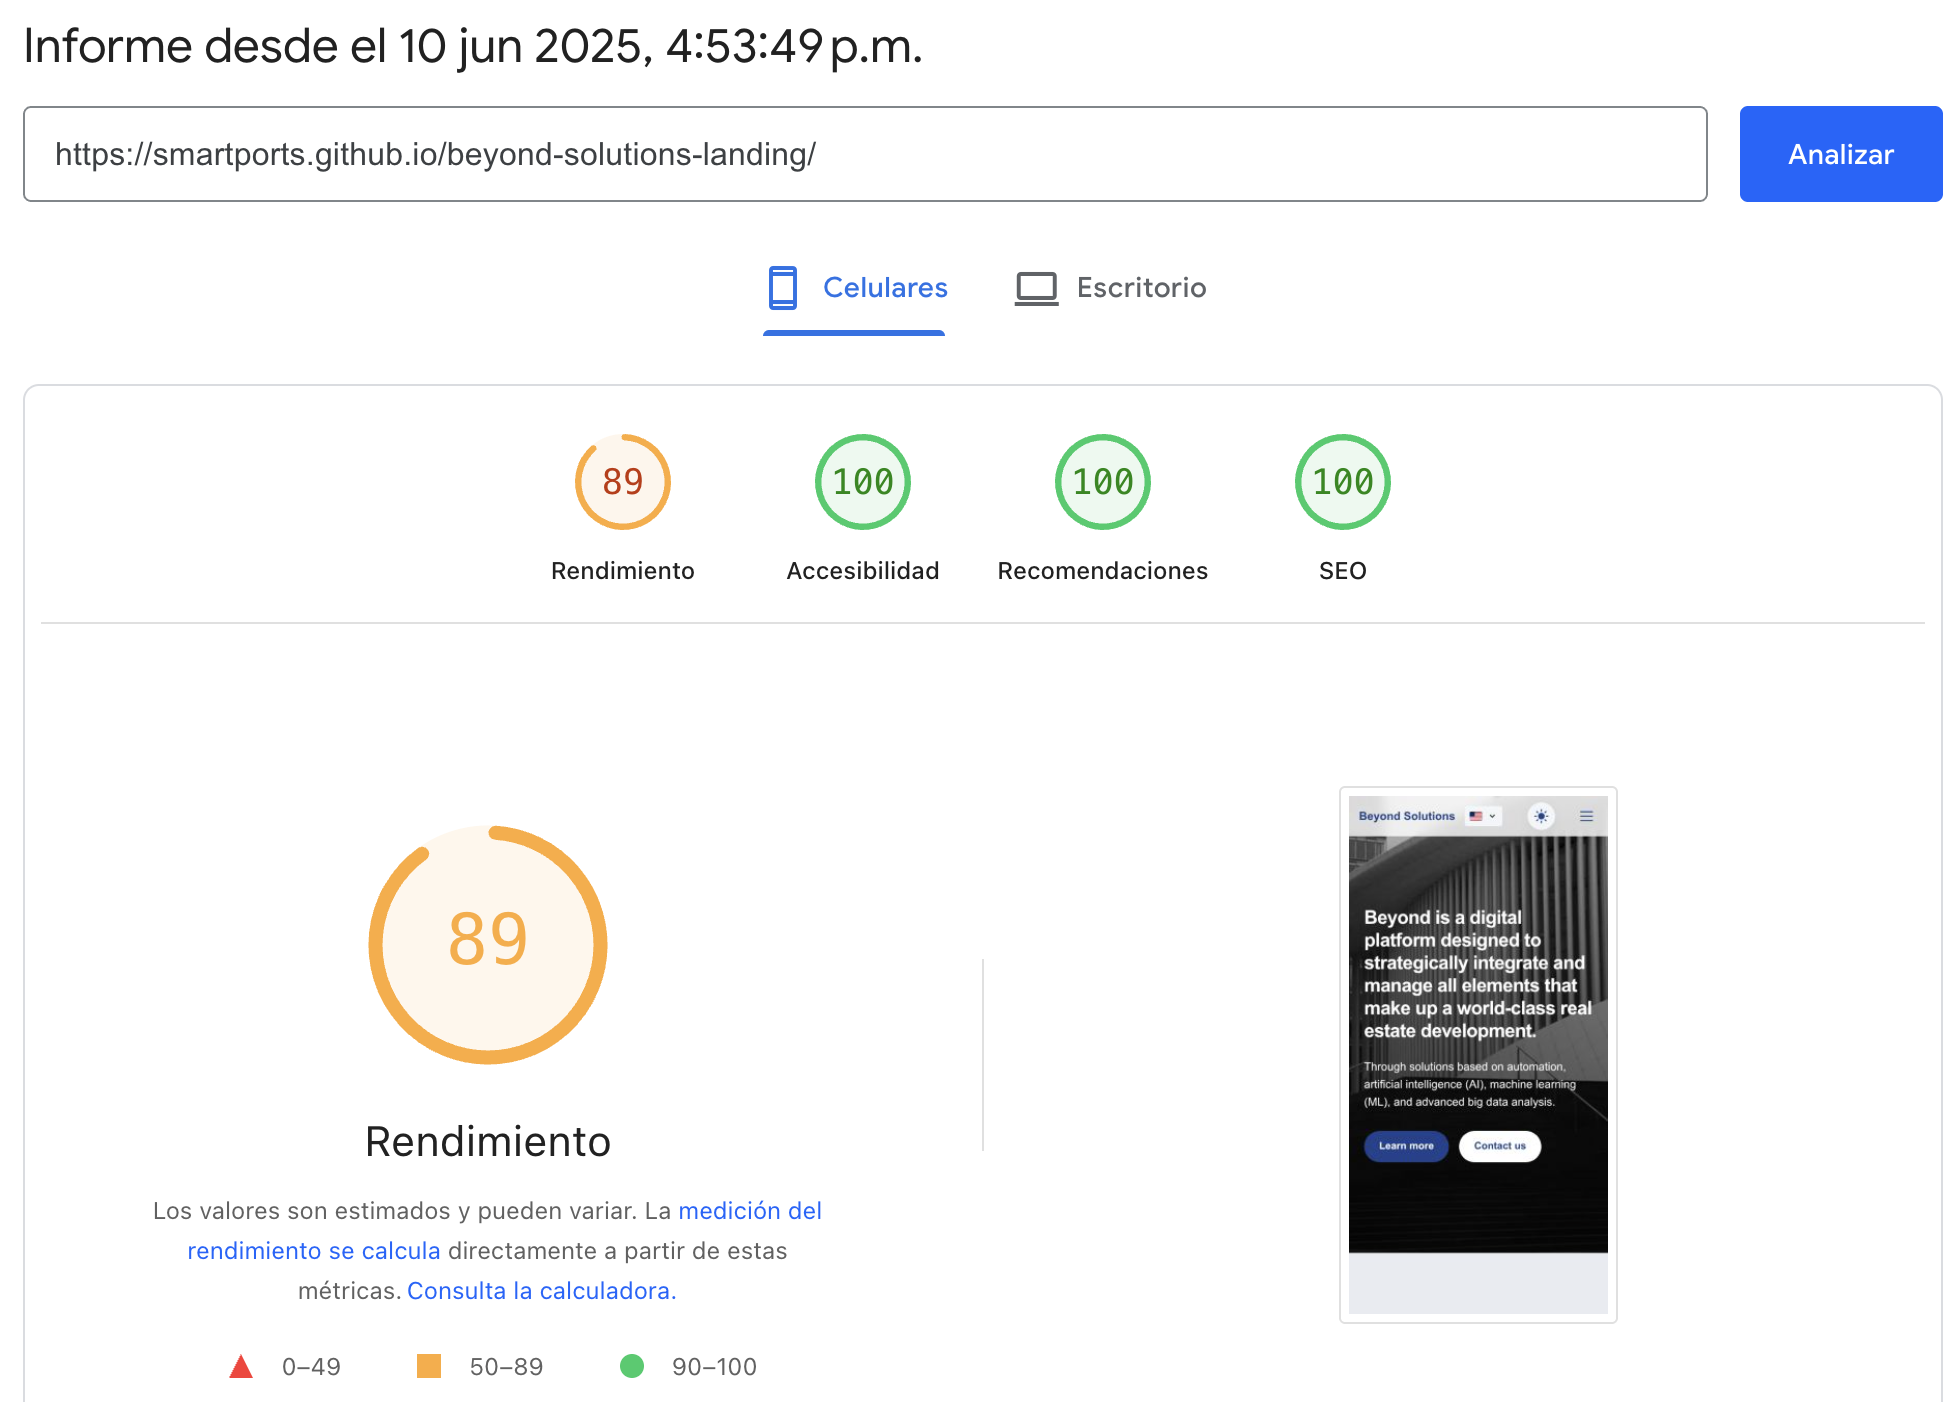 Informe desde el 10 jun 2025, 4:53:49 p.m.
https://smartports.github.io/beyond-solutions-landing/
Analizar
Celulares
Escritorio
89
100
100
100
Rendimiento
Accesibilidad
Recomendaciones
SEO
89
Rendimiento
Los valores son estimados y pueden variar. La medición del
rendimiento se calcula directamente a partir de estas
métricas. Consulta la calculadora.
0–49
50–89
90–100
Beyond Solutions
Beyond is a digital
platform designed to
strategically integrate and
manage all elements that
make up a world-class real
estate development.
Through solutions based on automation,
artificial intelligence (AI), machine learning
(ML), and advanced big data analysis.
Learn more
Contact us